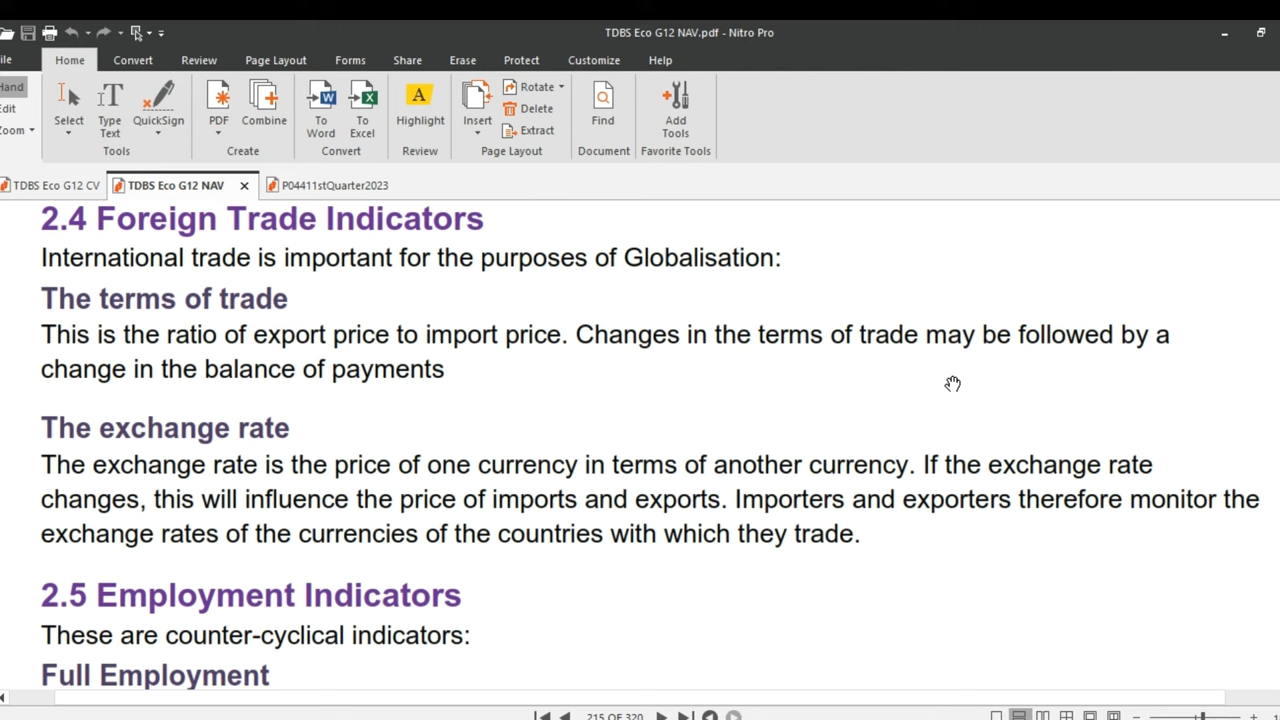 TDBS Eco G12 NAV.pdf - Nitro Pro
Home Convert Review Page Layout Forms Share Erase Protect Customize Help
Select
Type Text
QuickSign
Tools
PDF
Combine
Create
To Word
To Excel
Convert
Highlight
Review
Insert
Rotate
Delete
Extract
Page Layout
Find
Document
Add Tools
Favorite Tools
TDBS Eco G12 CV TDBS Eco G12 NAV P04411stQuarter2023
2.4 Foreign Trade Indicators
International trade is important for the purposes of Globalisation:
The terms of trade
This is the ratio of export price to import price. Changes in the terms of trade may be followed by a
change in the balance of payments
The exchange rate
The exchange rate is the price of one currency in terms of another currency. If the exchange rate
changes, this will influence the price of imports and exports. Importers and exporters therefore monitor the
exchange rates of the currencies of the countries with which they trade.
2.5 Employment Indicators
These are counter-cyclical indicators:
Full Employment
215 OF 320